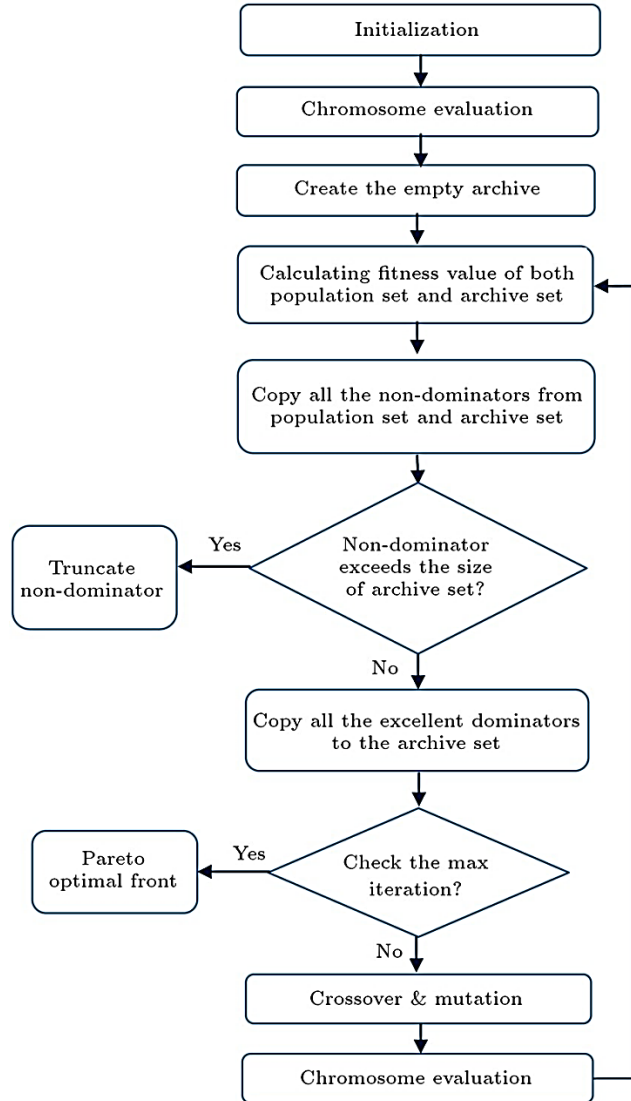 Initialization
Chromosome evaluation
Create the empty archive
Calculating fitness value of both
population set and archive set
Copy all the non-dominators from
population set and archive set
Non-dominator
exceeds the size
of archive set?
Yes
Truncate
non-dominator
No
Copy all the excellent dominators
to the archive set
Check the max
iteration?
Yes
Pareto
optimal front
No
Crossover & mutation
Chromosome evaluation